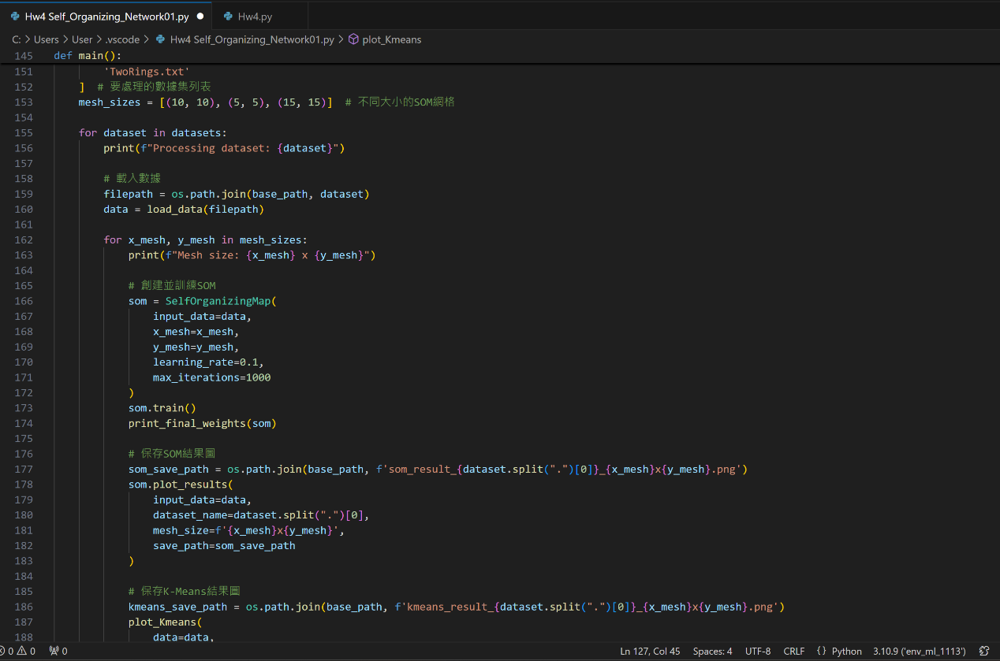 Hw4 Self_Organizing_Network01.py ● Hw4.py
C: > Users > User > .vscode > Hw4 Self_Organizing_Network01.py > plot_Kmeans
145 def main():
151 'TwoRings.txt'
152 ] # 要處理的數據集列表
153 mesh_sizes = [(10, 10), (5, 5), (15, 15)] # 不同大小的SOM網格
154
155 for dataset in datasets:
156 print(f"Processing dataset: {dataset}")
157
158 # 載入數據
159 filepath = os.path.join(base_path, dataset)
160 data = load_data(filepath)
161
162 for x_mesh, y_mesh in mesh_sizes:
163 print(f"Mesh size: {x_mesh} x {y_mesh}")
164
165 # 創建並訓練SOM
166 som = SelfOrganizingMap(
167 input_data=data,
168 x_mesh=x_mesh,
169 y_mesh=y_mesh,
170 learning_rate=0.1,
171 max_iterations=1000
172 )
173 som.train()
174 print_final_weights(som)
175
176 # 保存SOM結果圖
177 som_save_path = os.path.join(base_path, f'som_result_{dataset.split(".")[0]}_{x_mesh}x{y_mesh}.png')
178 som.plot_results(
179 input_data=data,
180 dataset_name=dataset.split(".")[0],
181 mesh_size=f'{x_mesh}x{y_mesh}',
182 save_path=som_save_path
183 )
184
185 # 保存K-Means結果圖
186 kmeans_save_path = os.path.join(base_path, f'kmeans_result_{dataset.split(".")[0]}_{x_mesh}x{y_mesh}.png')
187 plot_Kmeans(
188 data=data,
0 0 0 Ln 127, Col 45 Spaces: 4 UTF-8 CRLF {} Python 3.10.9 ('env_ml_1113')